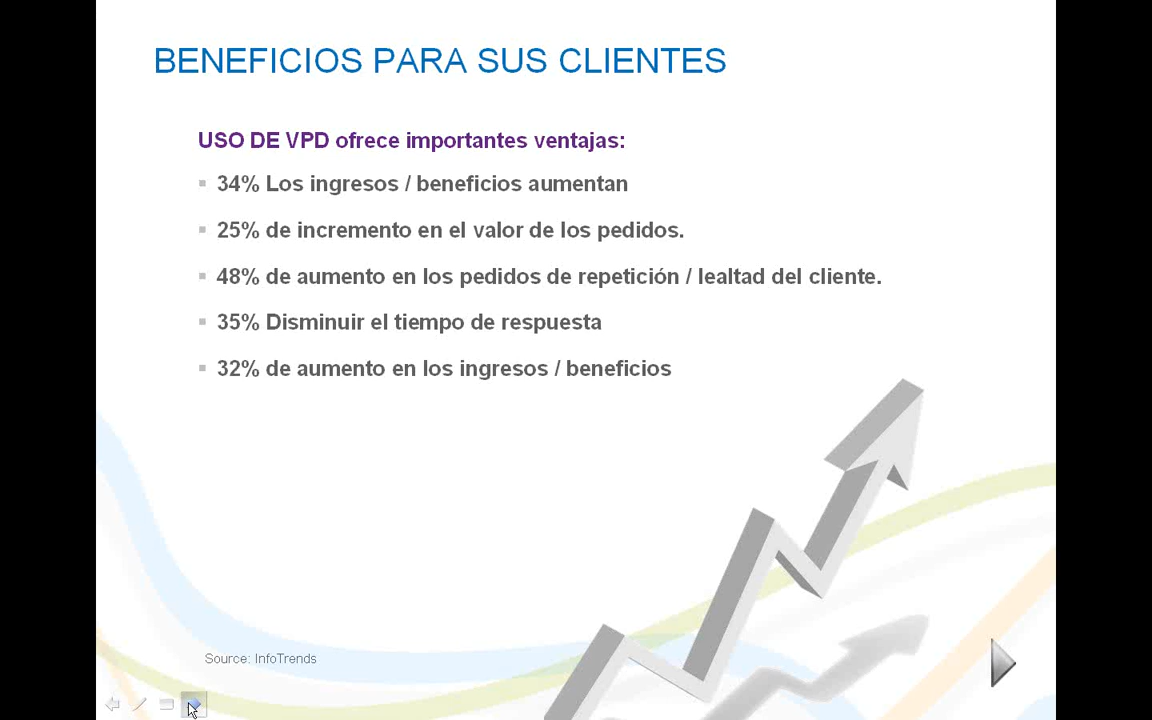 BENEFICIOS PARA SUS CLIENTES
USO DE VPD ofrece importantes ventajas:
34% Los ingresos / beneficios aumentan
25% de incremento en el valor de los pedidos.
48% de aumento en los pedidos de repetición / lealtad del cliente.
35% Disminuir el tiempo de respuesta
32% de aumento en los ingresos / beneficios
Source: InfoTrends